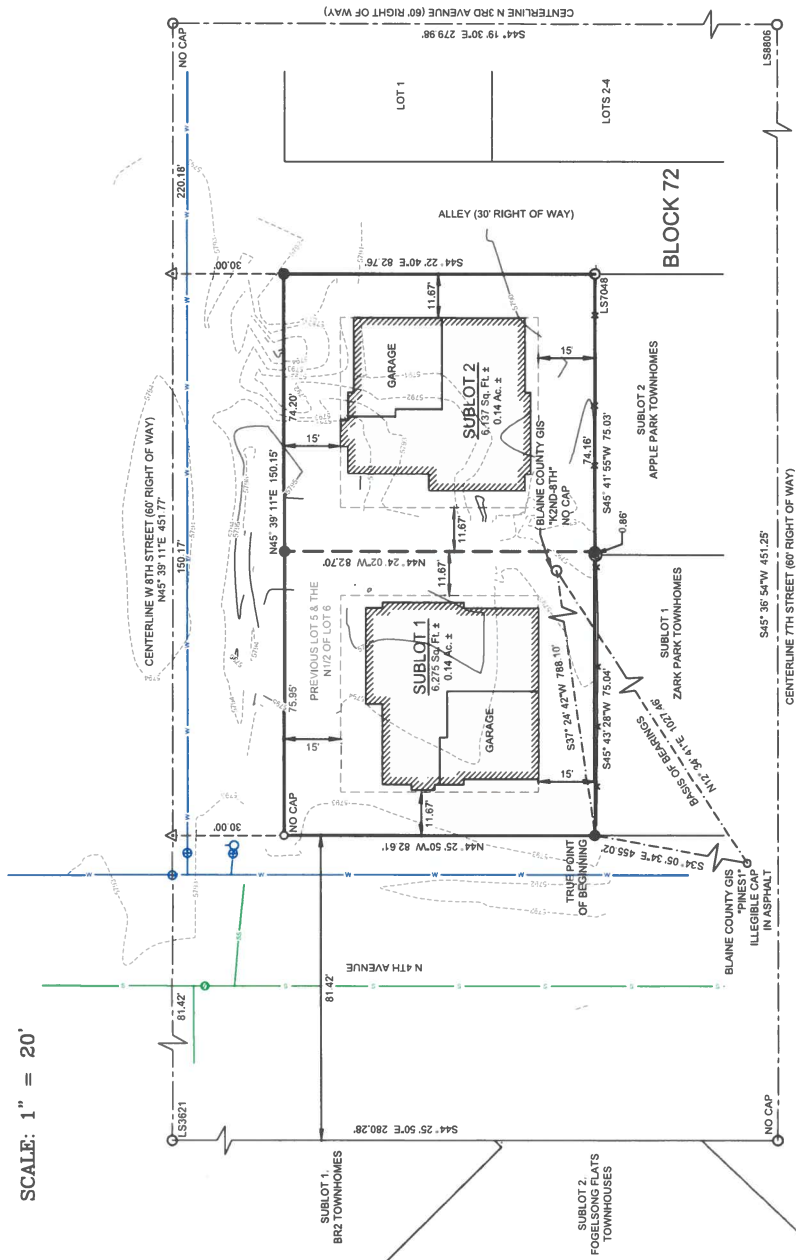 SCALE: 1" = 20'
LS3621
81.42'
CENTERLINE W 8TH STREET (60' RIGHT OF WAY)
N45°39'11"E 451.77'
150.17'
220.18'
NO CAP
CENTERLINE N 3RD AVENUE (60' RIGHT OF WAY)
S44°19'30"E 279.98'
30.00'
30.00'
NO CAP
75.95'
N45°39'11"E 150.15'
74.20'
15'
15'
PREVIOUS LOT 5 & THE
N1/2 OF LOT 6
SUBLOT 1
6,275 Sq. Ft. ±
0.14 Ac. ±
GARAGE
11.67'
15'
N44°25'50"W 82.61'
N44°24'02"W 82.70'
11.67'
11.67'
SUBLOT 2
6,137 Sq. Ft. ±
0.14 Ac. ±
GARAGE
11.67'
15'
S44°22'40"E 82.76'
ALLEY (30' RIGHT OF WAY)
LOT 1
LOTS 2-4
BLOCK 72
LS7048
BLAINE COUNTY GIS
"K2ND-8TH"
NO CAP
74.16'
S45°41'55"W 75.03'
0.86'
S45°43'28"W 75.04'
S37°24'42"W 788.10'
TRUE POINT
OF BEGINNING
S34°05'34"E 455.02'
BASIS OF BEARINGS
N12°34'41"E 1027.46'
BLAINE COUNTY GIS
"PINES1"
ILLEGIBLE CAP
IN ASPHALT
SUBLOT 1
ZARK PARK TOWNHOMES
SUBLOT 2
APPLE PARK TOWNHOMES
N 4TH AVENUE
81.42'
S44°25'50"E 280.28'
SUBLOT 1,
BR2 TOWNHOMES
SUBLOT 2,
FOGELSONG FLATS
TOWNHOUSES
NO CAP
S45°36'54"W 451.25'
CENTERLINE 7TH STREET (60' RIGHT OF WAY)
LS8806